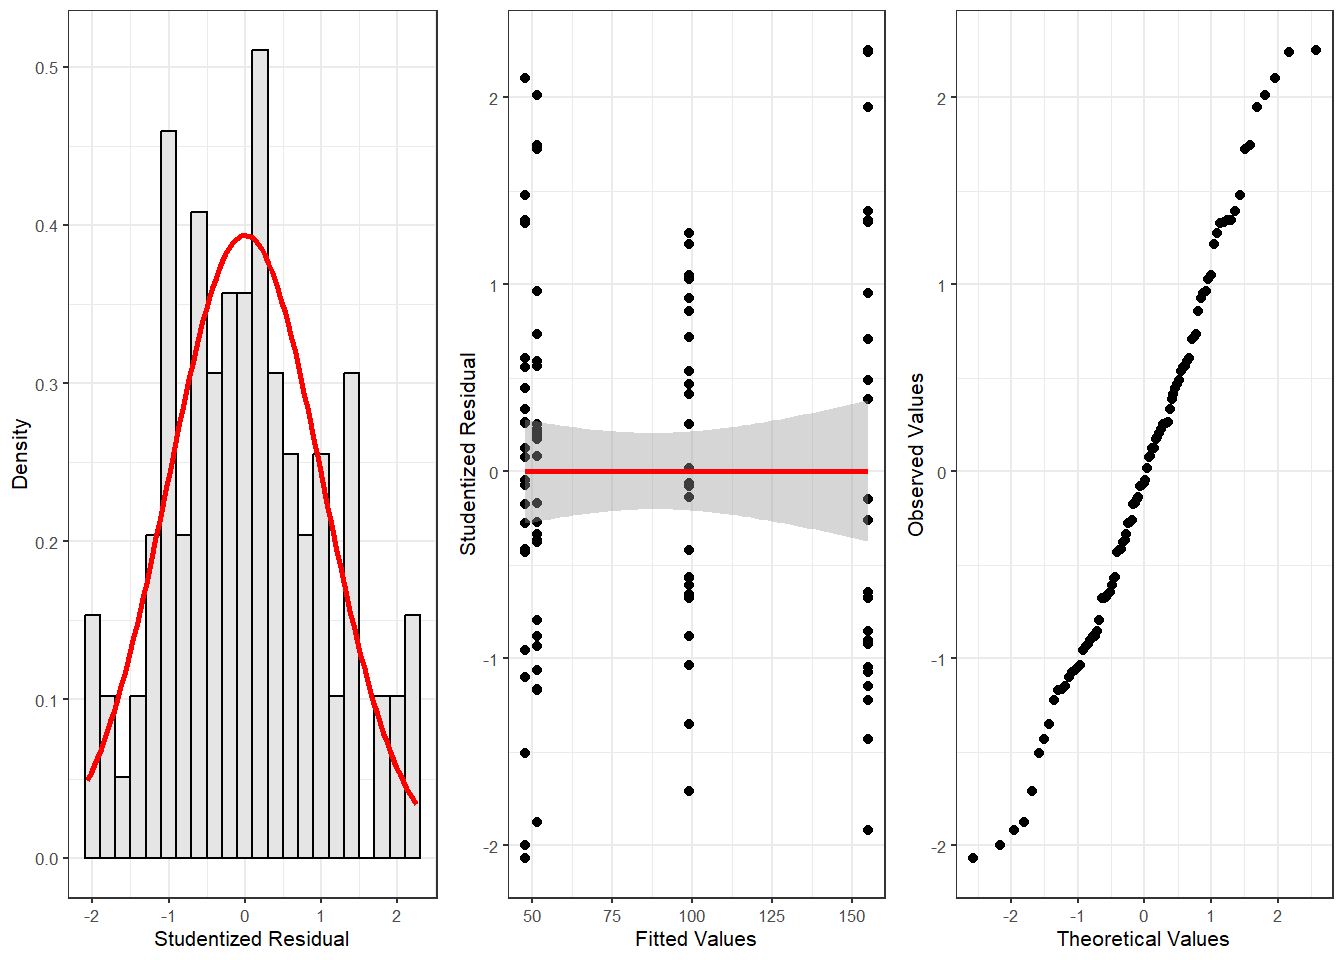 Density
0.5
0.4
0.3
0.2
0.1
0.0
-2 -1 0 1 2
Studentized Residual
Studentized Residual
2
1
0
-1
-2
50 75 100 125 150
Fitted Values
Observed Values
2
1
0
-1
-2
-2 -1 0 1 2
Theoretical Values